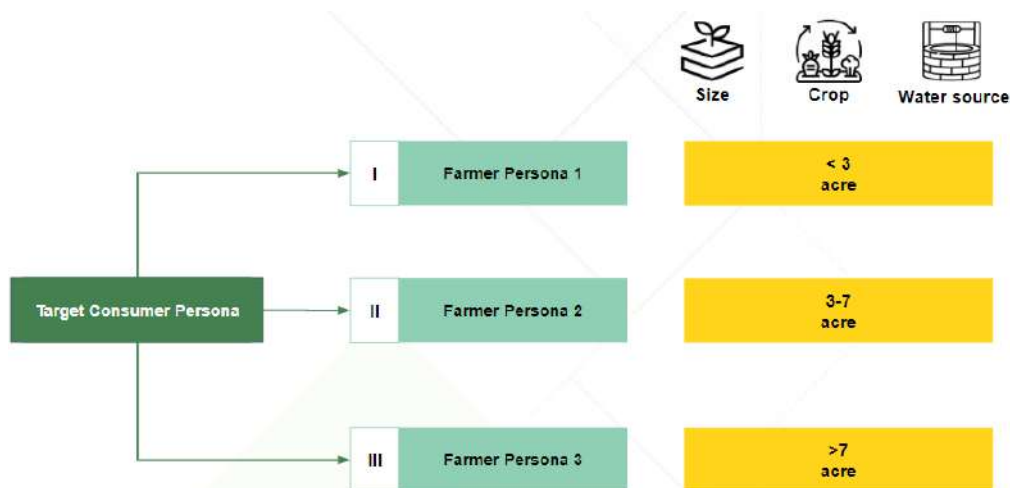 Size
Crop
Water source
I
Farmer Persona 1
< 3
acre
Target Consumer Persona
II
Farmer Persona 2
3-7
acre
III
Farmer Persona 3
>7
acre